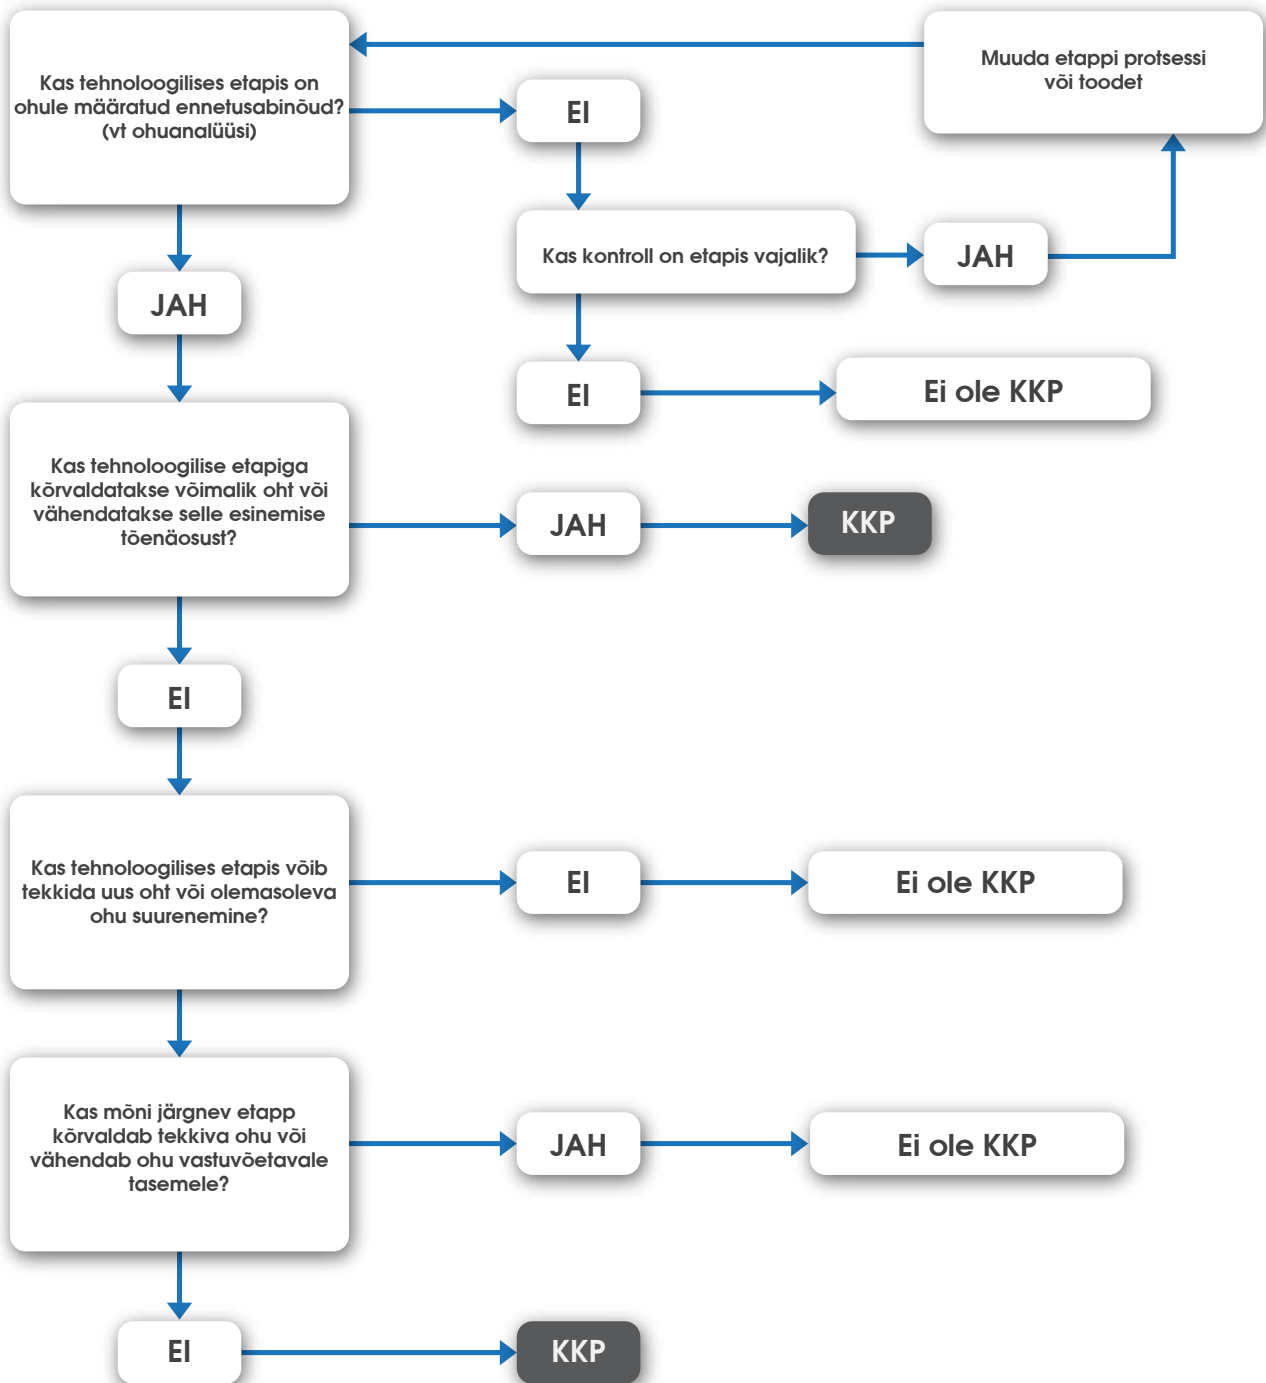 Kas tehnoloogilises etapis on
ohule määratud ennetusabinõud?
(vt ohuanalüüsi)
EI
Muuda etappi protsessi
või toodet
Kas kontroll on etapis vajalik?
JAH
JAH
EI
Ei ole KKP
Kas tehnoloogilise etapiga
kõrvaldatakse võimalik oht või
vähendatakse selle esinemise
tõenäosust?
JAH
KKP
EI
Kas tehnoloogilises etapis võib
tekkida uus oht või olemasoleva
ohu suurenemine?
EI
Ei ole KKP
Kas mõni järgnev etapp
kõrvaldab tekkiva ohu või
vähendab ohu vastuvõetavale
tasemele?
JAH
Ei ole KKP
EI
KKP